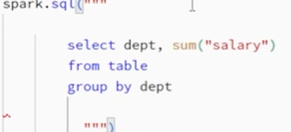 spark.sql("""
select dept, sum("salary")
from table
group by dept
""")